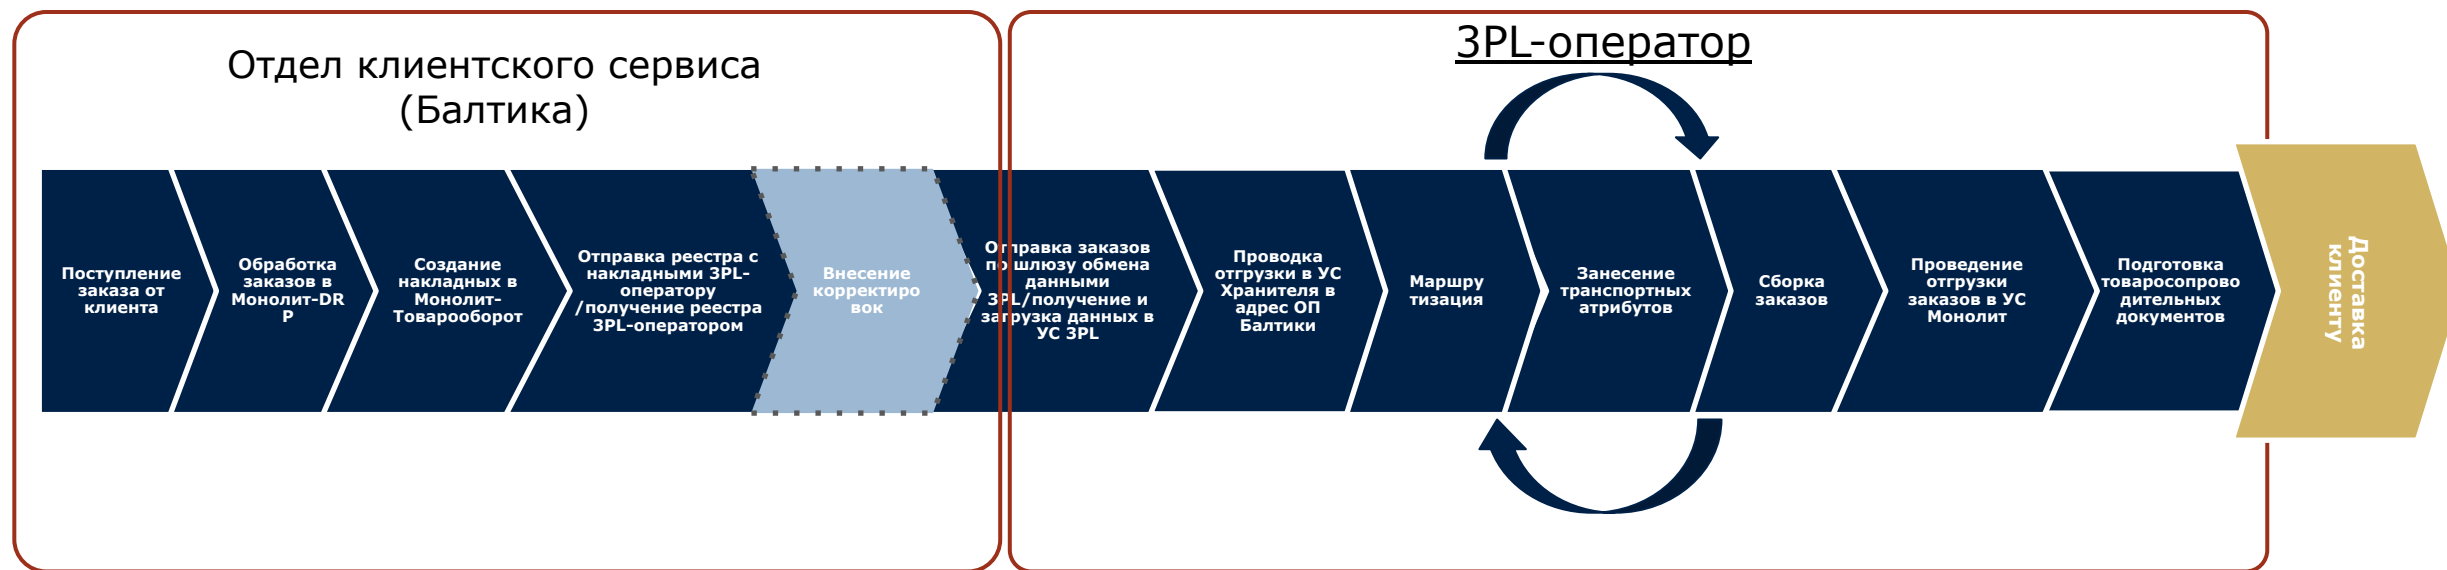 Отдел клиентского сервиса
(Балтика)
3PL-оператор
Поступление
заказа от
клиента
Обработка
заказов в
Монолит-DR
P
Создание
накладных в
Монолит-
Товарооборот
Отправка реестра с
накладными 3PL-
оператору
/получение реестра
3PL-оператором
Внесение
корректиро
вок
Отправка заказов
по шлюзу обмена
данными
3PL/получение и
загрузка данных в
УС 3PL
Проводка
отгрузки в УС
Хранителя в
адрес ОП
Балтики
Маршру
тизация
Занесение
транспортных
атрибутов
Сборка
заказов
Проведение
отгрузки
заказов в УС
Монолит
Подготовка
товаросопрово
дительных
документов
Доставка
клиенту